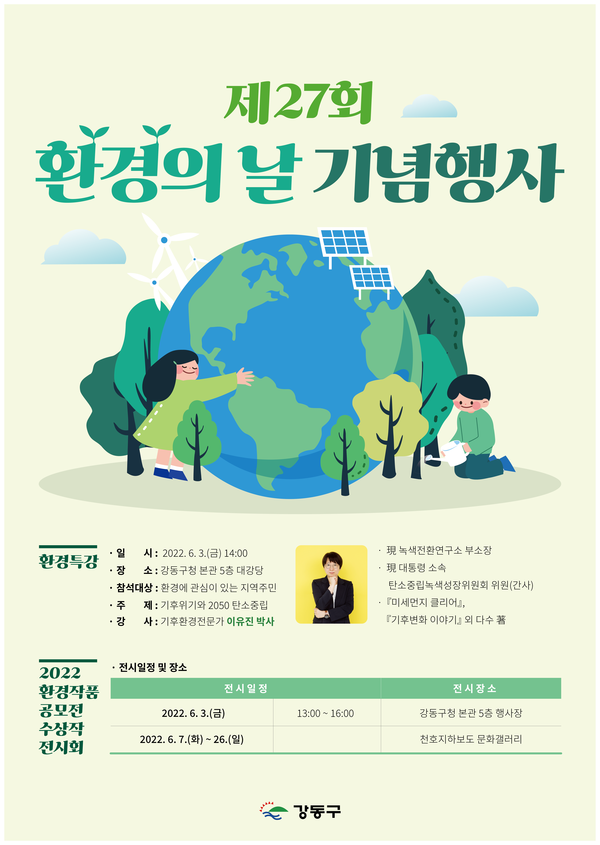 제27회
환경의 날 기념행사
환경특강
· 일 시 : 2022. 6. 3.(금) 14:00
· 장 소 : 강동구청 본관 5층 대강당
· 참석대상 : 환경에 관심이 있는 지역주민
· 주 제 : 기후위기와 2050 탄소중립
· 강 사 : 기후환경전문가 이유진 박사
· 現 녹색전환연구소 부소장
· 現 대통령 소속
탄소중립녹색성장위원회 위원(간사)
· 『미세먼지 클리어』,
『기후변화 이야기』 외 다수 著
2022
환경작품
공모전
수상작
전시회
· 전시일정 및 장소
전시일정 전시장소
2022. 6. 3.(금) 13:00 ~ 16:00 강동구청 본관 5층 행사장
2022. 6. 7.(화) ~ 26.(일) 천호지하보도 문화갤러리
강동구